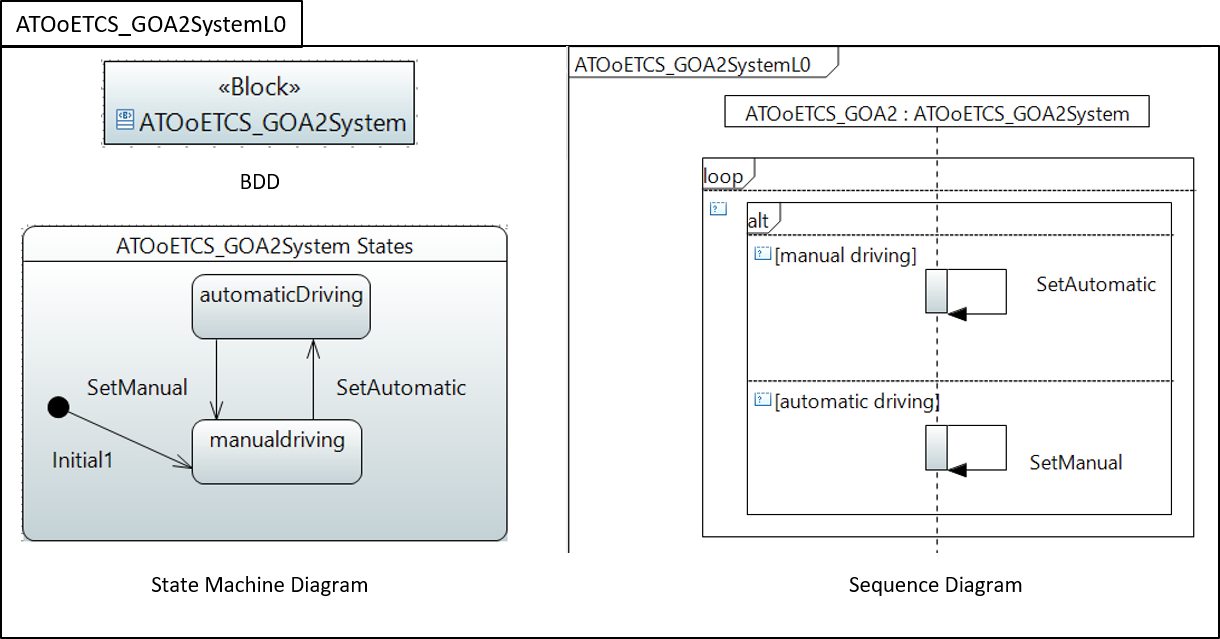 ATOoETCS_GOA2SystemL0
«Block»
ATOoETCS_GOA2System
BDD
ATOoETCS_GOA2System States
automaticDriving
SetManual
SetAutomatic
manualdriving
Initial1
State Machine Diagram
ATOoETCS_GOA2SystemL0
ATOoETCS_GOA2 : ATOoETCS_GOA2System
loop
alt
[manual driving]
SetAutomatic
[automatic driving]
SetManual
Sequence Diagram